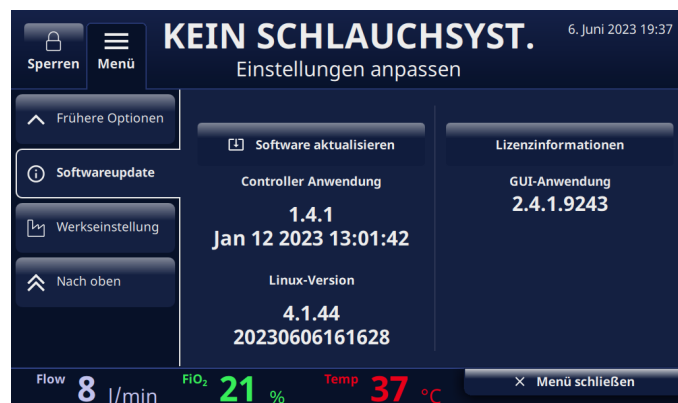 KEIN SCHLAUCHSYST.
6. Juni 2023 19:37
Sperren
Menü
Einstellungen anpassen
Frühere Optionen
Softwareupdate
Werkseinstellung
Nach oben
Software aktualisieren
Controller Anwendung
1.4.1
Jan 12 2023 13:01:42
Linux-Version
4.1.44
20230606161628
Lizenzinformationen
GUI-Anwendung
2.4.1.9243
Flow 8 l/min
FiO₂ 21 %
Temp 37 °C
Menü schließen